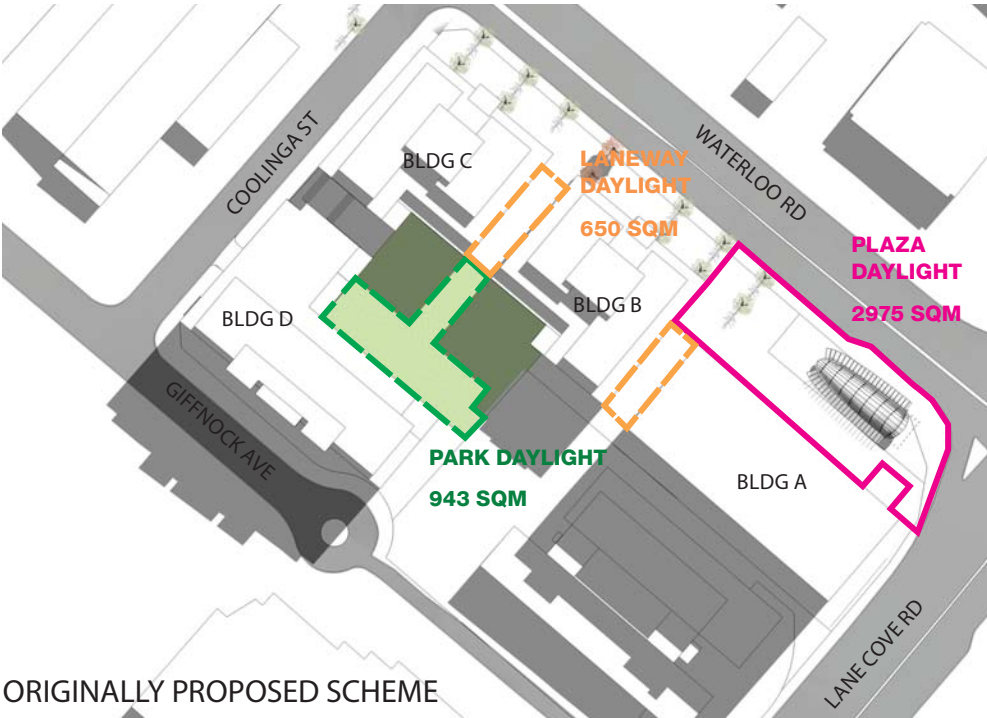 COOLINGA ST
BLDG C
LANEWAY
DAYLIGHT
650 SQM
WATERLOO RD
PLAZA
DAYLIGHT
2975 SQM
BLDG D
BLDG B
GIFFNOCK AVE
PARK DAYLIGHT
943 SQM
BLDG A
LANE COVE RD
ORIGINALLY PROPOSED SCHEME